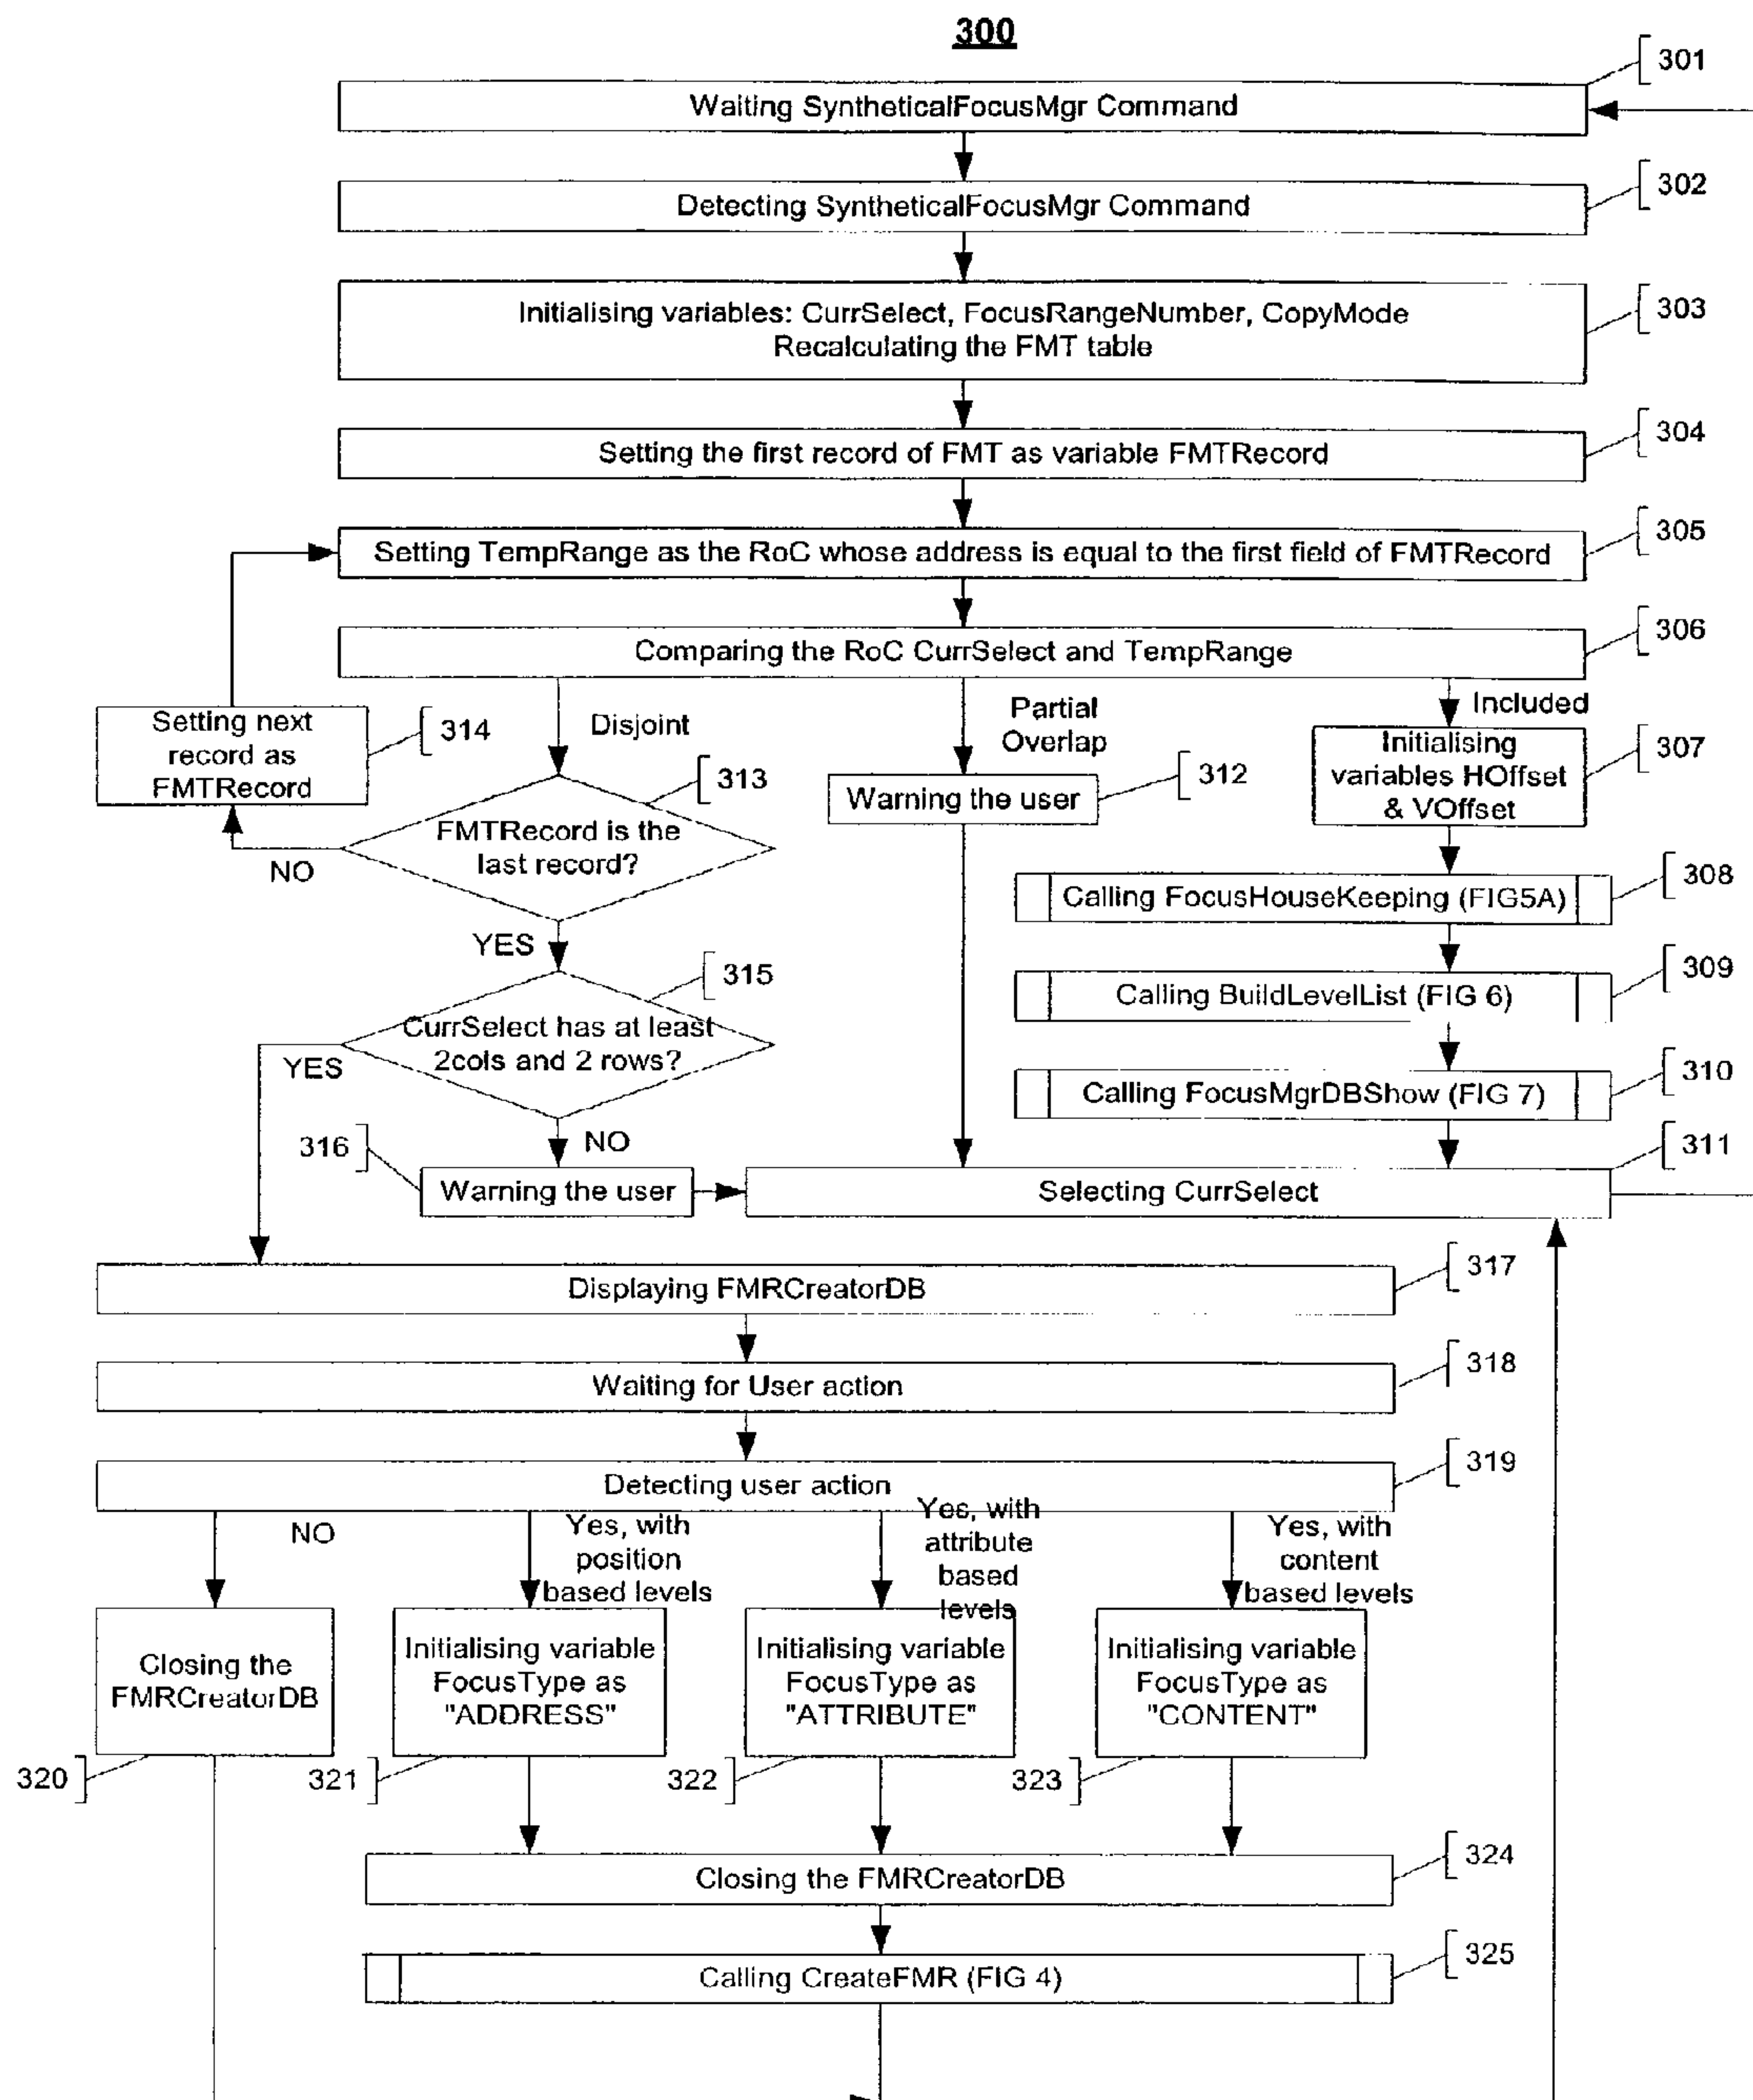 300
301
Waiting SyntheticalFocusMgr Command
302
Detecting SyntheticalFocusMgr Command
303
Initialising variables: CurrSelect, FocusRangeNumber, CopyMode
Recalculating the FMT table
304
Setting the first record of FMT as variable FMTRecord
305
Setting TempRange as the RoC whose address is equal to the first field of FMTRecord
306
Comparing the RoC CurrSelect and TempRange
Setting next
record as
FMTRecord
314
Disjoint
Partial
Overlap
Included
Initialising
variables HOffset
& VOffset
307
313
FMTRecord is the
last record?
NO
YES
Warning the user
312
Calling FocusHouseKeeping (FIG5A)
308
315
CurrSelect has at least
2cols and 2 rows?
YES
NO
Calling BuildLevelList (FIG 6)
309
Calling FocusMgrDBShow (FIG 7)
310
316
Warning the user
Selecting CurrSelect
311
Displaying FMRCreatorDB
317
Waiting for User action
318
Detecting user action
319
NO
Yes, with
position
based levels
Yes, with
attribute
based
levels
Yes, with
content
based levels
Closing the
FMRCreatorDB
Initialising variable
FocusType as
"ADDRESS"
Initialising variable
FocusType as
"ATTRIBUTE"
Initialising variable
FocusType as
"CONTENT"
320
321
322
323
Closing the FMRCreatorDB
324
Calling CreateFMR (FIG 4)
325